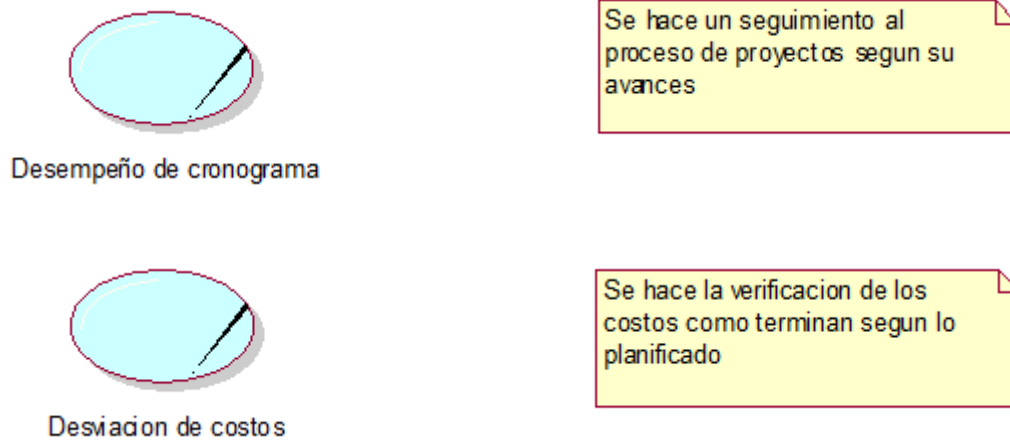 Se hace un seguimiento al
proceso de proyectos segun su
avances
Desempeño de cronograma
Se hace la verificacion de los
costos como terminan segun lo
planificado
Desviacion de costos